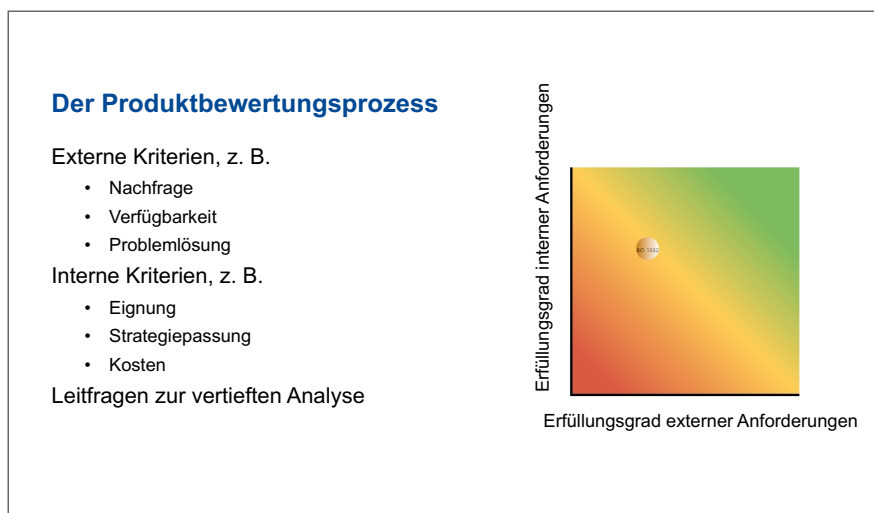 Der Produktbewertungsprozess
Externe Kriterien, z. B.
• Nachfrage
• Verfügbarkeit
• Problemlösung
Interne Kriterien, z. B.
• Eignung
• Strategiepassung
• Kosten
Leitfragen zur vertieften Analyse
Erfüllungsgrad interner Anforderungen
Erfüllungsgrad externer Anforderungen